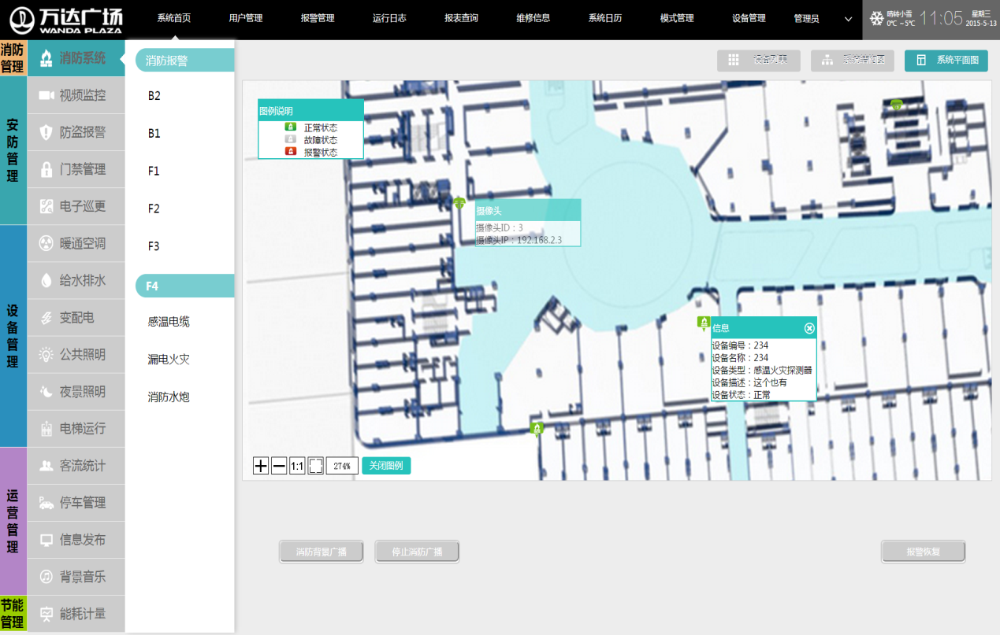 万达广场
WANDA PLAZA
系统首页
用户管理
报警管理
运行日志
报表查询
维修信息
系统日历
模式管理
设备管理
管理员
晴转小雪
0℃ ~ 5℃
11:05
星期三
2015-5-13
消防管理
安防管理
设备管理
运营管理
节能管理
消防系统
视频监控
防盗报警
门禁管理
电子巡更
暖通空调
给水排水
变配电
公共照明
夜景照明
电梯运行
客流统计
停车管理
信息发布
背景音乐
能耗计量
消防报警
B2
B1
F1
F2
F3
F4
感温电缆
漏电火灾
消防水炮
设备列表
系统平面图
图例说明
正常状态
故障状态
报警状态
摄像头
摄像头ID：3
摄像头IP：192.168.2.3
信息
设备编号：234
设备名称：234
设备类型：感温火灾探测器
设备描述：这个也有
设备状态：正常
1:1
274%
关闭图例
消防背景广播
停止消防广播
报警恢复